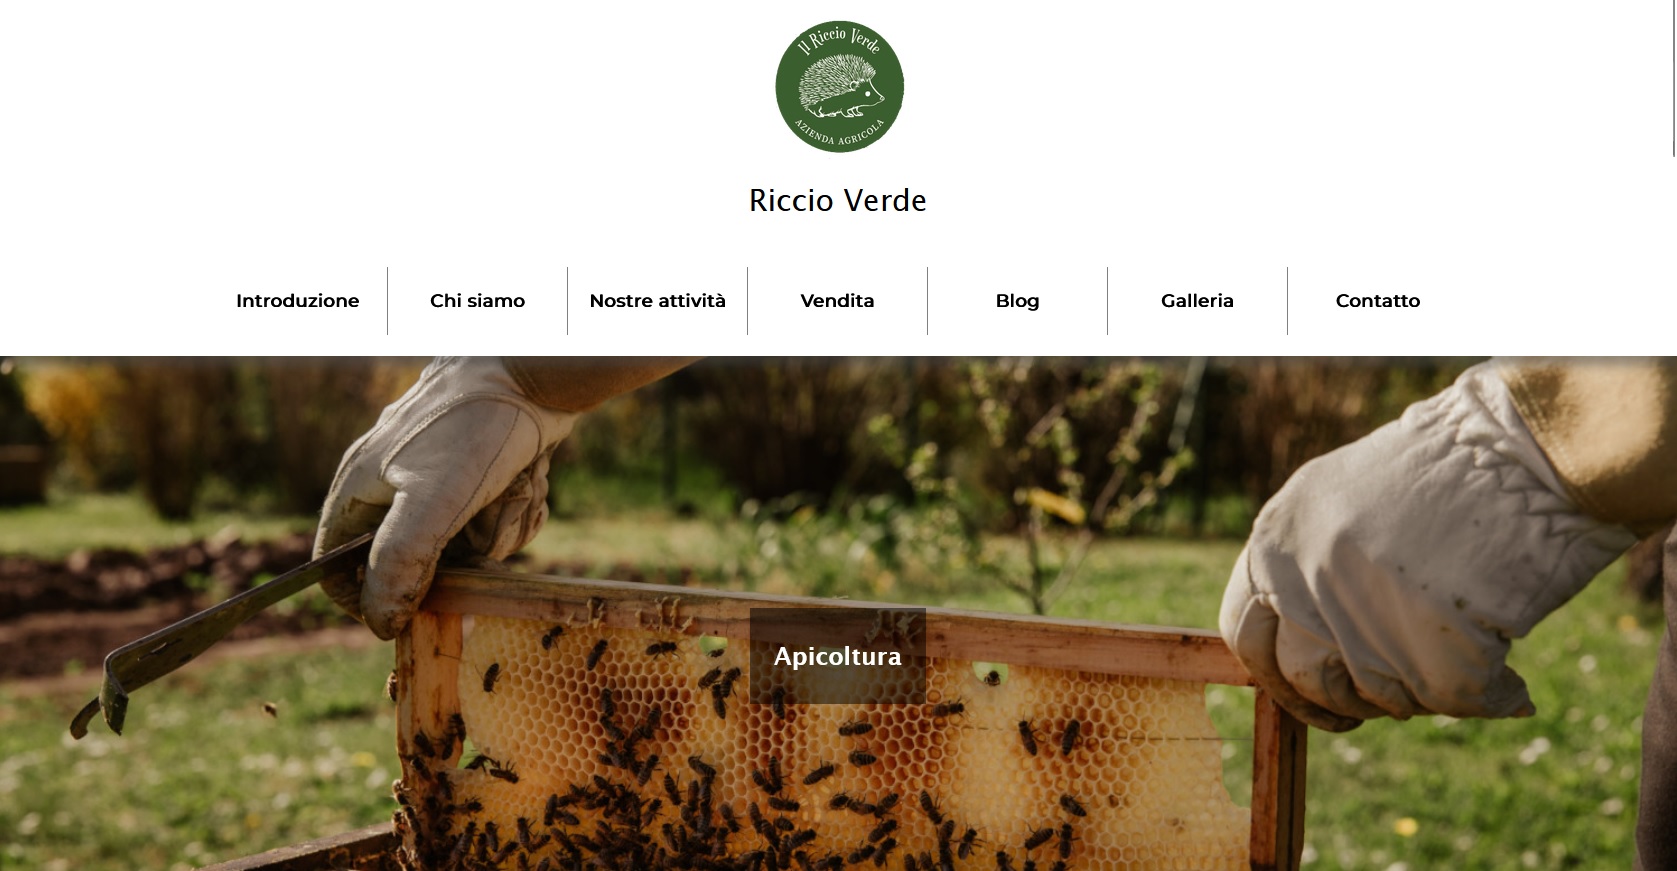 Il Riccio Verde
AZIENDA AGRICOLA
Riccio Verde
Introduzione
Chi siamo
Nostre attività
Vendita
Blog
Galleria
Contatto
Apicoltura